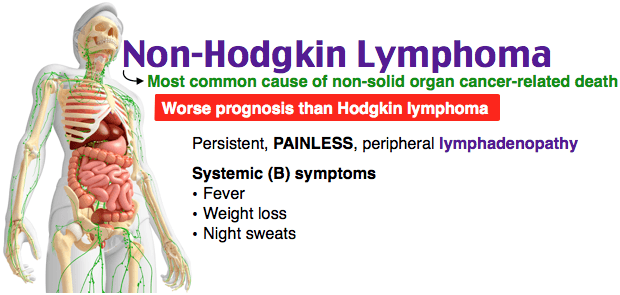 Non-Hodgkin Lymphoma
Most common cause of non-solid organ cancer-related death
Worse prognosis than Hodgkin lymphoma
Persistent, PAINLESS, peripheral lymphadenopathy
Systemic (B) symptoms
• Fever
• Weight loss
• Night sweats